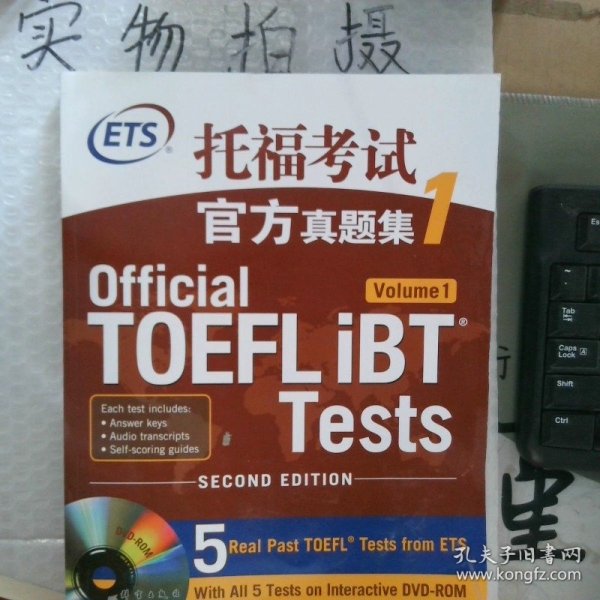 实物拍摄
ETS
托福考试
官方真题集1
Official
Volume 1
TOEFL iBT®
Tests
Each test includes:
• Answer keys
• Audio transcripts
• Self-scoring guides
SECOND EDITION
DVD-ROM
5 Real Past TOEFL® Tests from ETS
With All 5 Tests on Interactive DVD-ROM
Es
~
Tab
Caps Lock A
Shift
Ctrl
行
孔夫子旧书网
www.kongfz.com